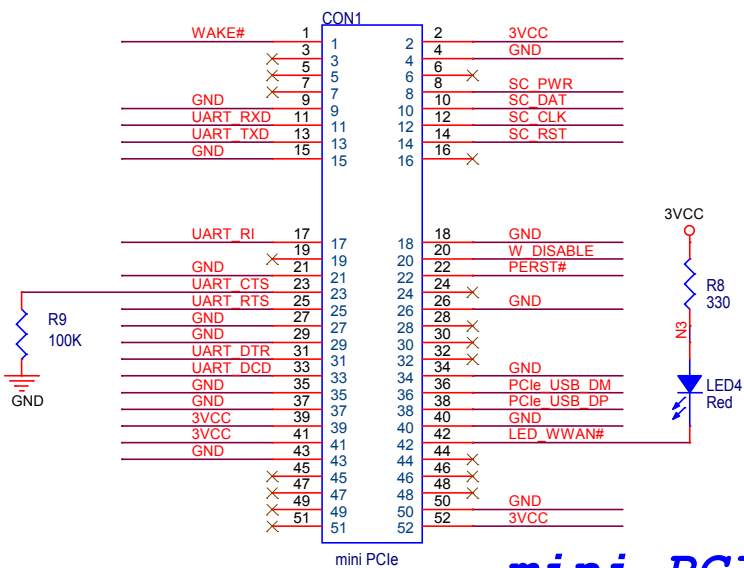 CON1
WAKE# 1 1 2 2 3VCC
3 3 4 4 GND
5 5 6 6
7 7 8 8 SC_PWR
GND 9 9 10 10 SC_DAT
UART_RXD 11 11 12 12 SC_CLK
UART_TXD 13 13 14 14 SC_RST
GND 15 15 16 16
UART_RI 17 17 18 18 GND
19 19 20 20 W_DISABLE
GND 21 21 22 22 PERST#
UART_CTS 23 23 24 24
UART_RTS 25 25 26 26 GND
GND 27 27 28 28
GND 29 29 30 30
UART_DTR 31 31 32 32
UART_DCD 33 33 34 34 GND
GND 35 35 36 36 PCIe_USB_DM
GND 37 37 38 38 PCIe_USB_DP
3VCC 39 39 40 40 GND
3VCC 41 41 42 42 LED_WWAN#
GND 43 43 44 44
45 45 46 46
47 47 48 48
49 49 50 50 GND
51 51 52 52 3VCC
mini PCIe
R9
100K
GND
3VCC
R8
330
N3
LED4
Red
mini PCI